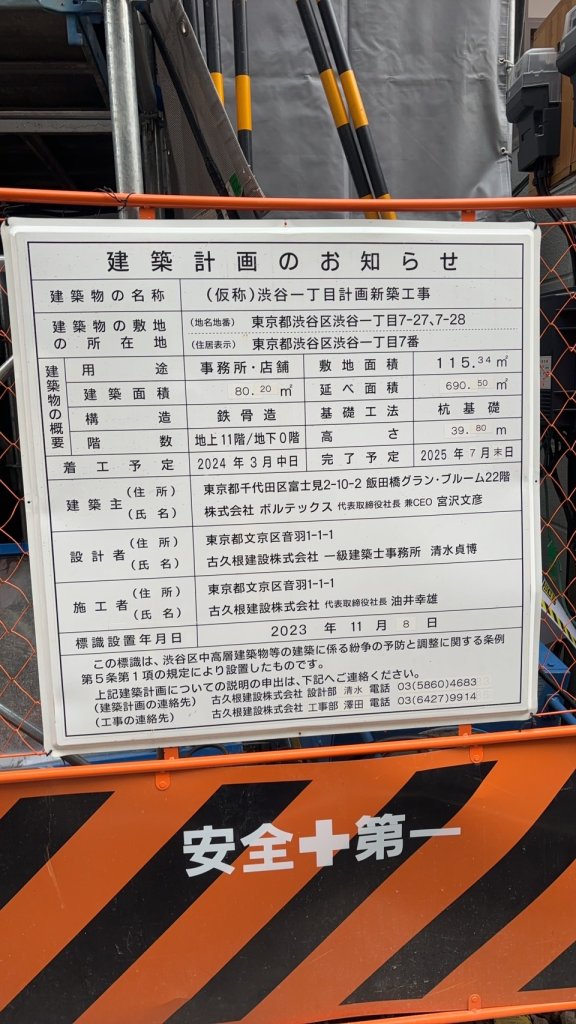 建築計画のお知らせ
建築物の名称 (仮称)渋谷一丁目計画新築工事
建築物の敷地の所在地 (地名地番) 東京都渋谷区渋谷一丁目7-27、7-28
(住居表示) 東京都渋谷区渋谷一丁目7番
建築物の概要
用途 事務所・店舗 敷地面積 115.34㎡
建築面積 80.20㎡ 延べ面積 690.50㎡
構造 鉄骨造 基礎工法 杭基礎
階数 地上11階/地下0階 高さ 39.80m
着工予定 2024年3月中日 完了予定 2025年7月末日
建築主 (住所) 東京都千代田区富士見2-10-2 飯田橋グラン・ブルーム22階
(氏名) 株式会社 ボルテックス 代表取締役社長 兼CEO 宮沢文彦
設計者 (住所) 東京都文京区音羽1-1-1
(氏名) 古久根建設株式会社 一級建築士事務所 清水貞博
施工者 (住所) 東京都文京区音羽1-1-1
(氏名) 古久根建設株式会社 代表取締役社長 油井幸雄
標識設置年月日 2023年11月8日
この標識は、渋谷区中高層建築物等の建築に係る紛争の予防と調整に関する条例
第5条第1項の規定により設置したものです。
上記建築計画についての説明の申出は、下記へご連絡ください。
(建築計画の連絡先) 古久根建設株式会社 設計部 清水 電話 03(5860)4683
(工事の連絡先) 古久根建設株式会社 工事部 澤田 電話 03(6427)9914
安全✚第一